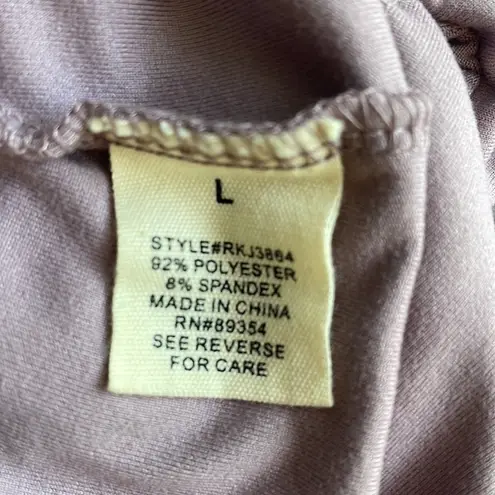 L
STYLE#RKJ3864
92% POLYESTER
8% SPANDEX
MADE IN CHINA
RN#89354
SEE REVERSE
FOR CARE